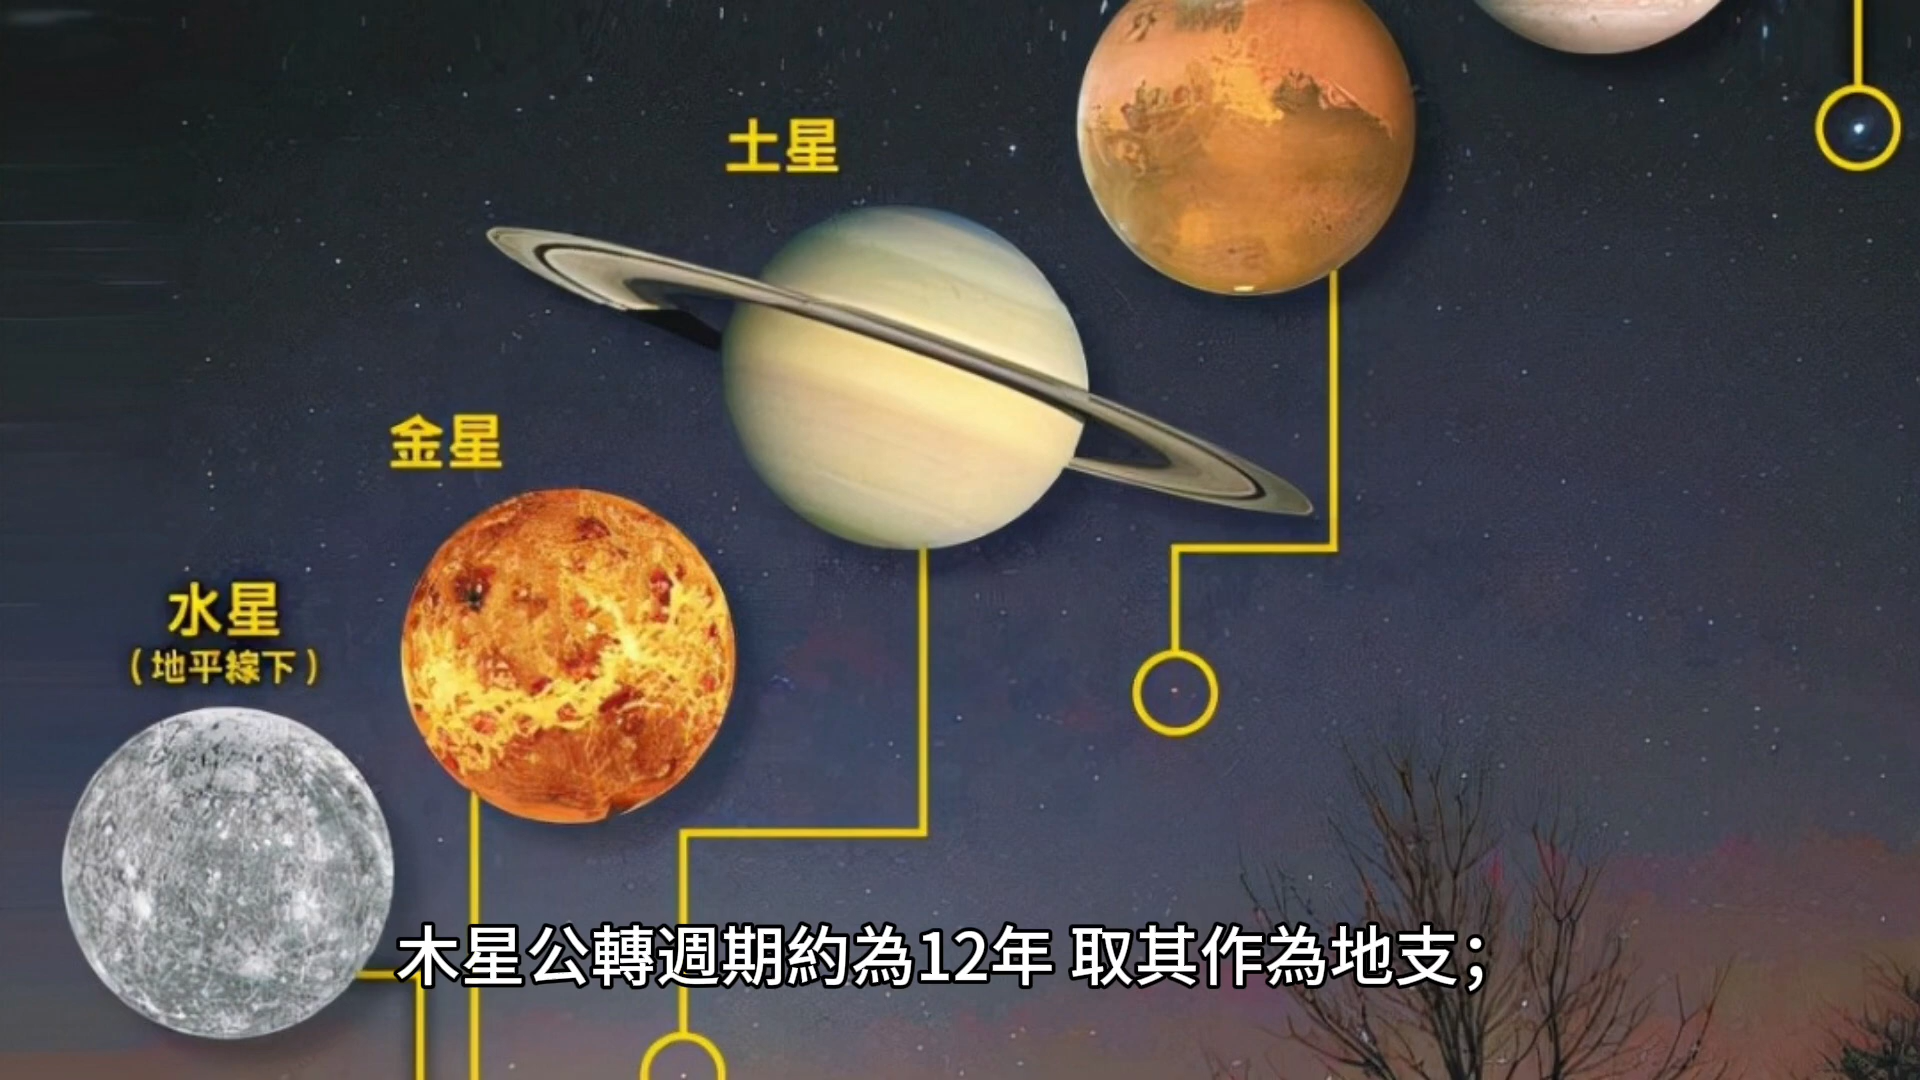 土星
金星
水星
(地平線下)
木星公轉週期約為12年 取其作為地支;